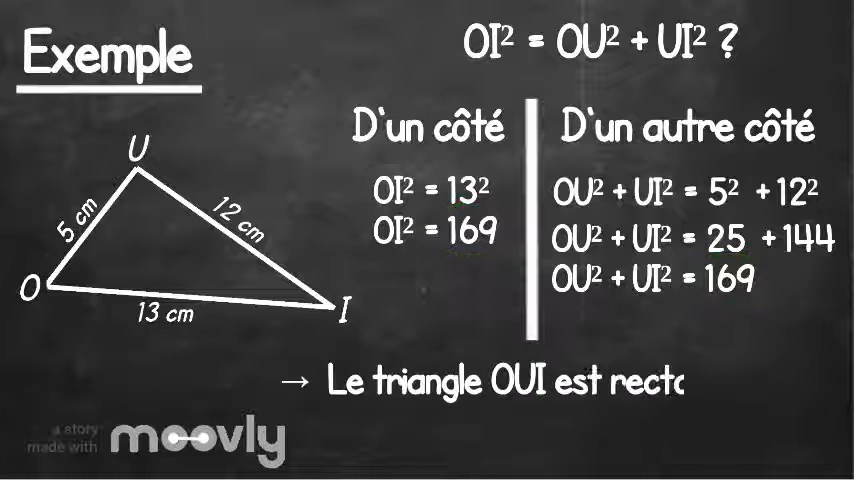 Exemple
OI² = OU² + UI² ?
U
5 cm
12 cm
O
13 cm
I
D'un côté
OI² = 13²
OI² = 169
D'un autre côté
OU² + UI² = 5² + 12²
OU² + UI² = 25 + 144
OU² + UI² = 169
→ Le triangle OUI est recta
a story
made with
moovly